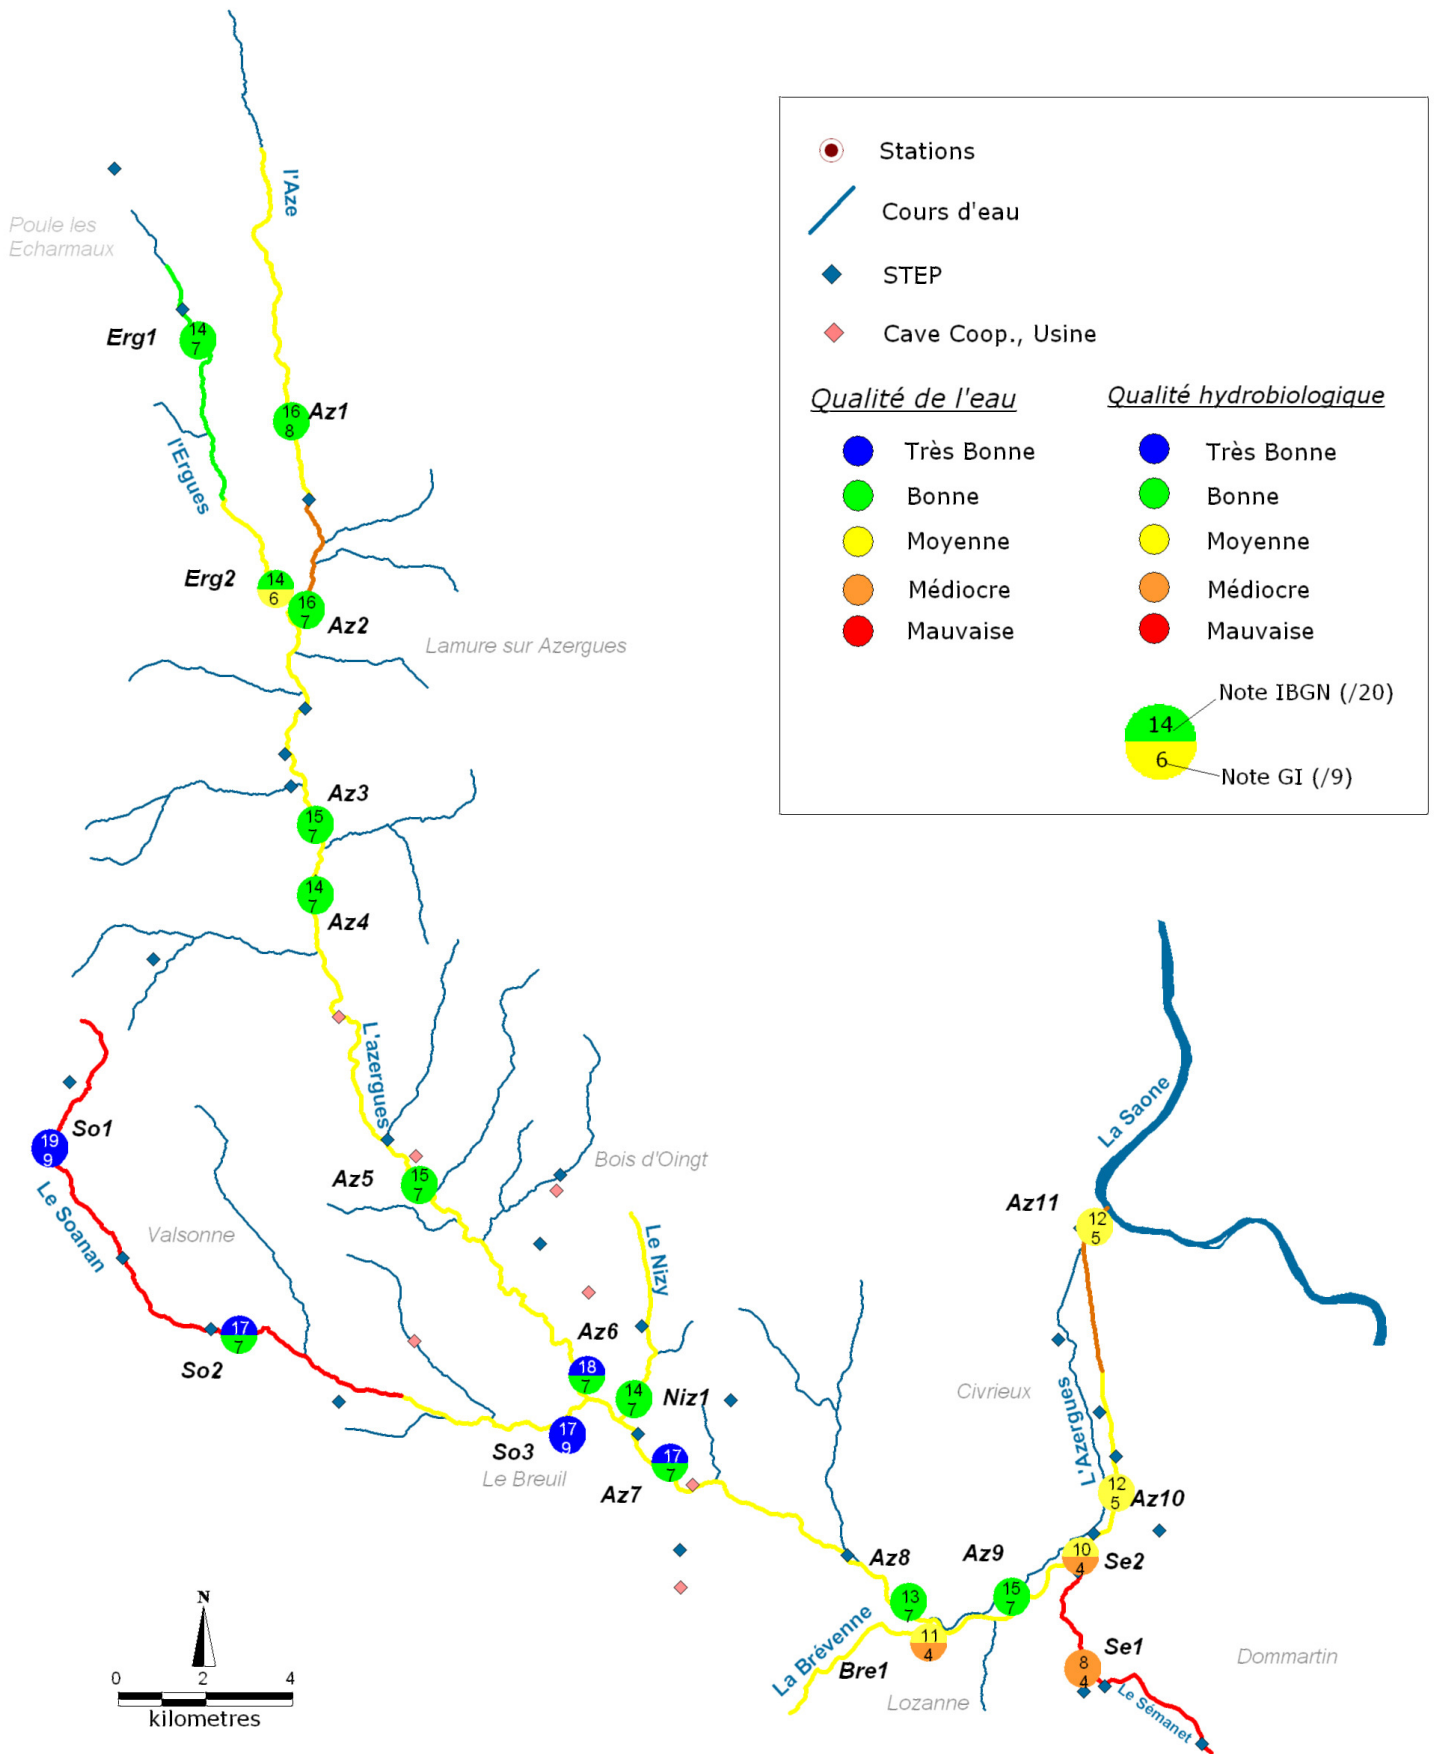 l'Aze
Poule les
Echarmaux
Erg1
14
7
Az1
16
8
l'Ergues
Erg2
14
6
16
7
Az2
Lamure sur Azergues
Az3
15
7
14
7
Az4
L'azergues
So1
19
9
Le Soanan
Valsonne
Az5
15
7
Bois d'Oingt
Le Nizy
So2
17
7
Az6
18
7
14
7
Niz1
So3
17
9
Le Breuil
Az7
17
7
La Saone
Az11
12
5
Civrieux
L'Azergues
12
5
Az10
Az8
13
7
Az9
15
7
10
4
Se2
La Brévenne
Bre1
11
4
Lozanne
Se1
8
4
Le Sémanet
Dommartin
N
0 2 4
kilometres
Stations
Cours d'eau
STEP
Cave Coop., Usine
Qualité de l'eau
Très Bonne
Bonne
Moyenne
Médiocre
Mauvaise
Qualité hydrobiologique
Très Bonne
Bonne
Moyenne
Médiocre
Mauvaise
Note IBGN (/20)
14
6
Note GI (/9)